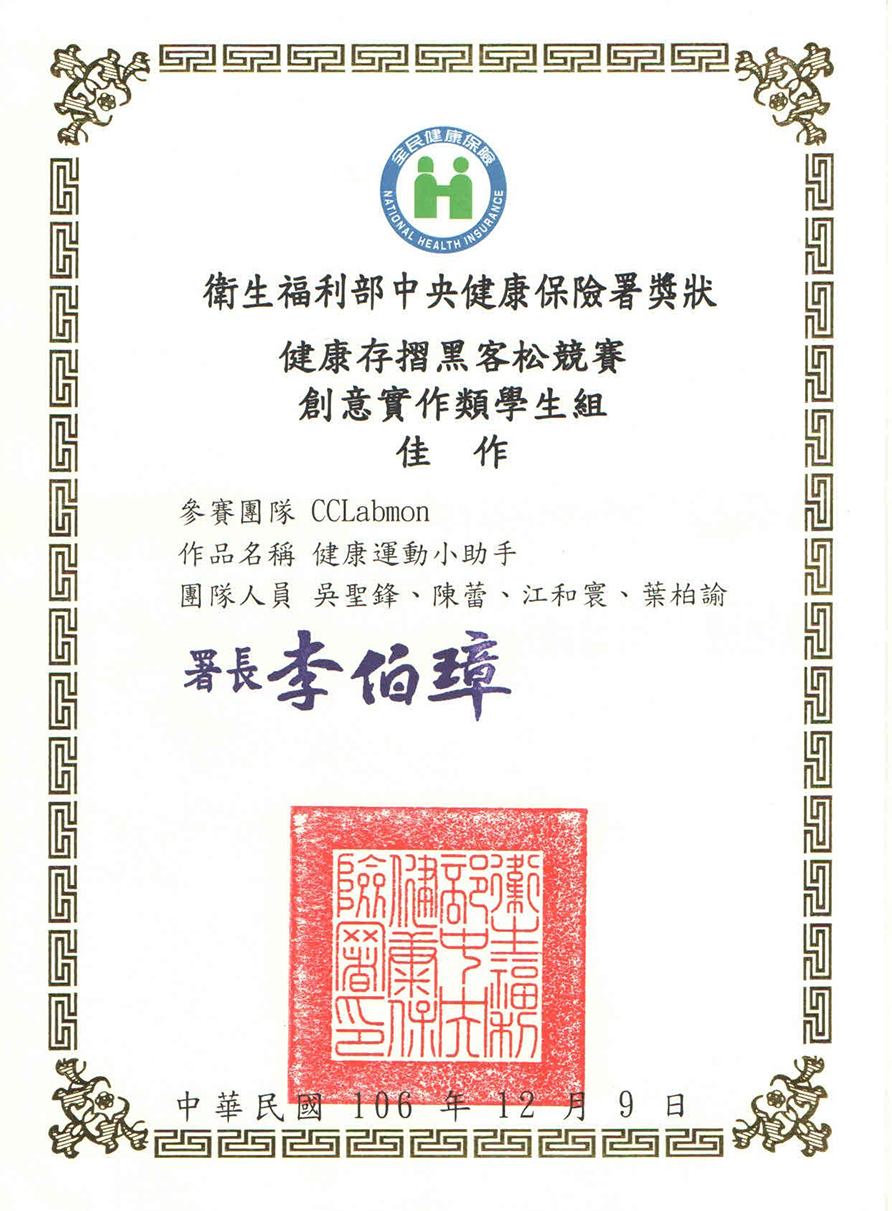 全民健康保險
NATIONAL HEALTH INSURANCE
衛生福利部中央健康保險署獎狀
健康存摺黑客松競賽
創意實作類學生組
佳 作
參賽團隊 CCLabmon
作品名稱 健康運動小助手
團隊人員 吳聖鋒、陳蕾、江和寰、葉柏諭
署長 李伯璋
衛生福利
部中央
健康保
險署印
中華民國 106 年 12 月 9 日